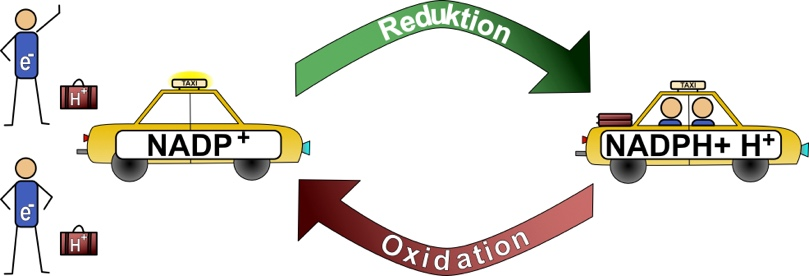 Reduktion
e-
H+
TAXI
NADP+
TAXI
NADPH+ H+
e-
H+
Oxidation